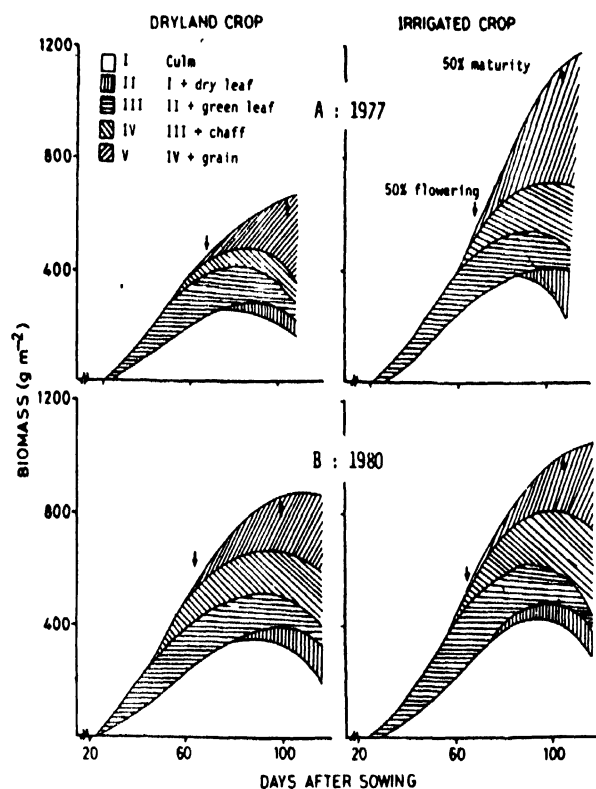 DRYLAND CROP
IRRIGATED CROP
1200
I Culm
II I + dry leaf
III II + green leaf
IV III + chaff
V IV + grain
50% maturity
A : 1977
800
50% flowering
400
BIOMASS (g m⁻²)
1200
B : 1980
800
400
20 60 100
60 100
DAYS AFTER SOWING